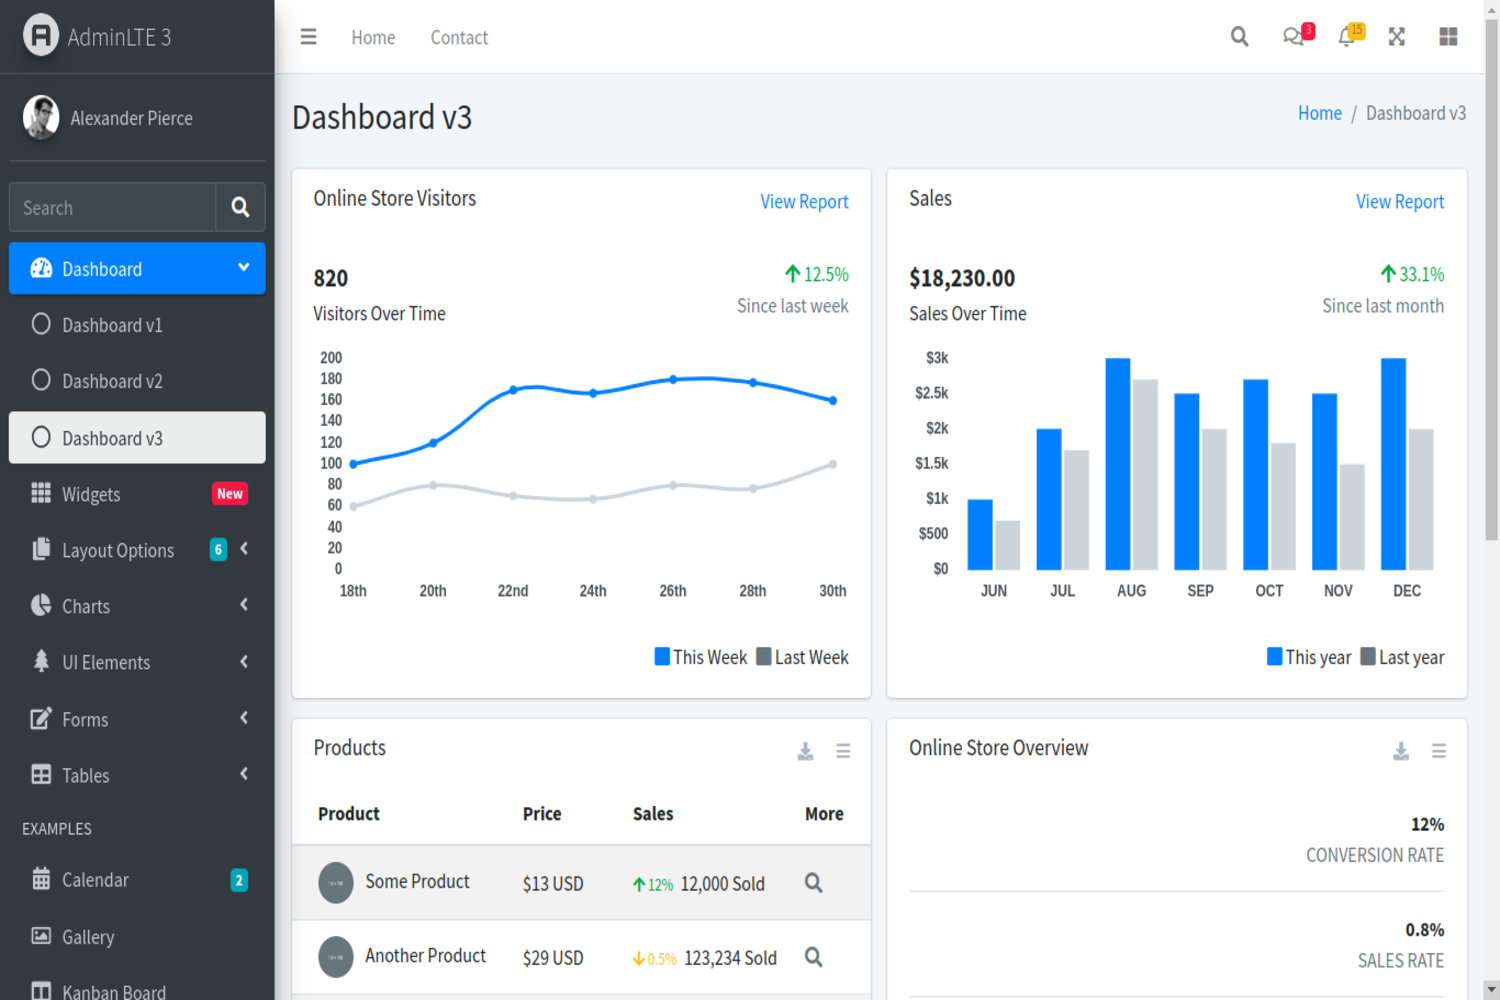 AdminLTE 3
Alexander Pierce
Search
Dashboard
Dashboard v1
Dashboard v2
Dashboard v3
Widgets New
Layout Options 6
Charts
UI Elements
Forms
Tables
EXAMPLES
Calendar 2
Gallery
Kanban Board
Home Contact
3 15
Dashboard v3
Home / Dashboard v3
Online Store Visitors View Report
820 12.5%
Visitors Over Time Since last week
200
180
160
140
120
100
80
60
40
20
0
18th 20th 22nd 24th 26th 28th 30th
This Week Last Week
Sales View Report
$18,230.00 33.1%
Sales Over Time Since last month
$3k
$2.5k
$2k
$1.5k
$1k
$500
$0
JUN JUL AUG SEP OCT NOV DEC
This year Last year
Products
Product Price Sales More
Some Product $13 USD 12% 12,000 Sold
Another Product $29 USD 0.5% 123,234 Sold
Online Store Overview
12%
CONVERSION RATE
0.8%
SALES RATE